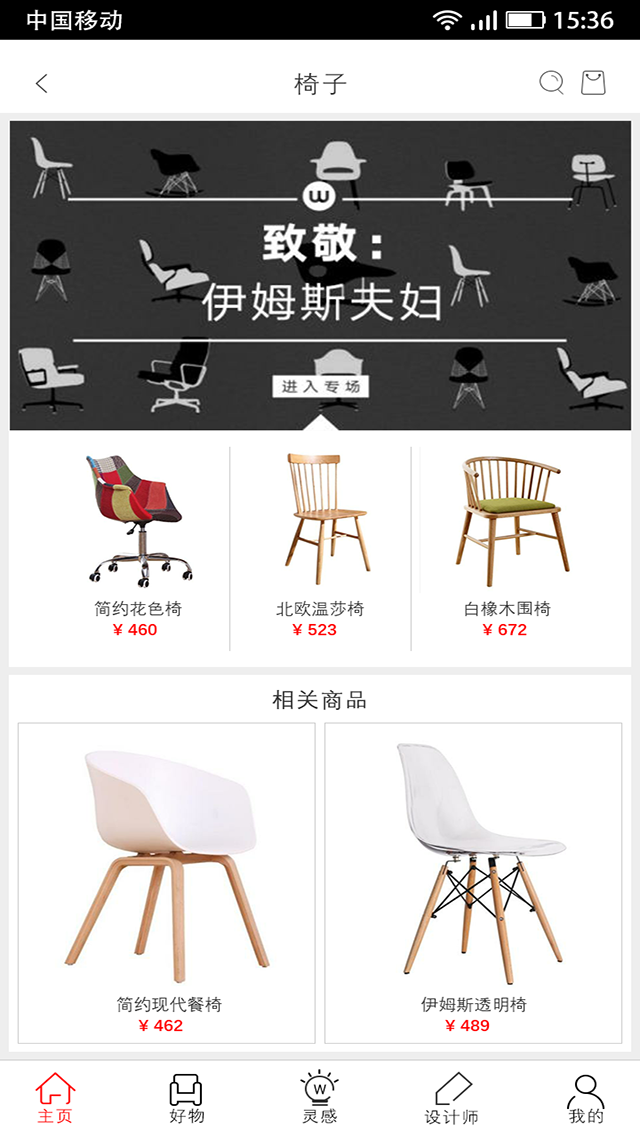 中国移动 15:36
椅子
W
致敬：
伊姆斯夫妇
进入专场
简约花色椅 北欧温莎椅 白橡木围椅
¥ 460 ¥ 523 ¥ 672
相关商品
简约现代餐椅 伊姆斯透明椅
¥ 462 ¥ 489
W
主页 好物 灵感 设计师 我的